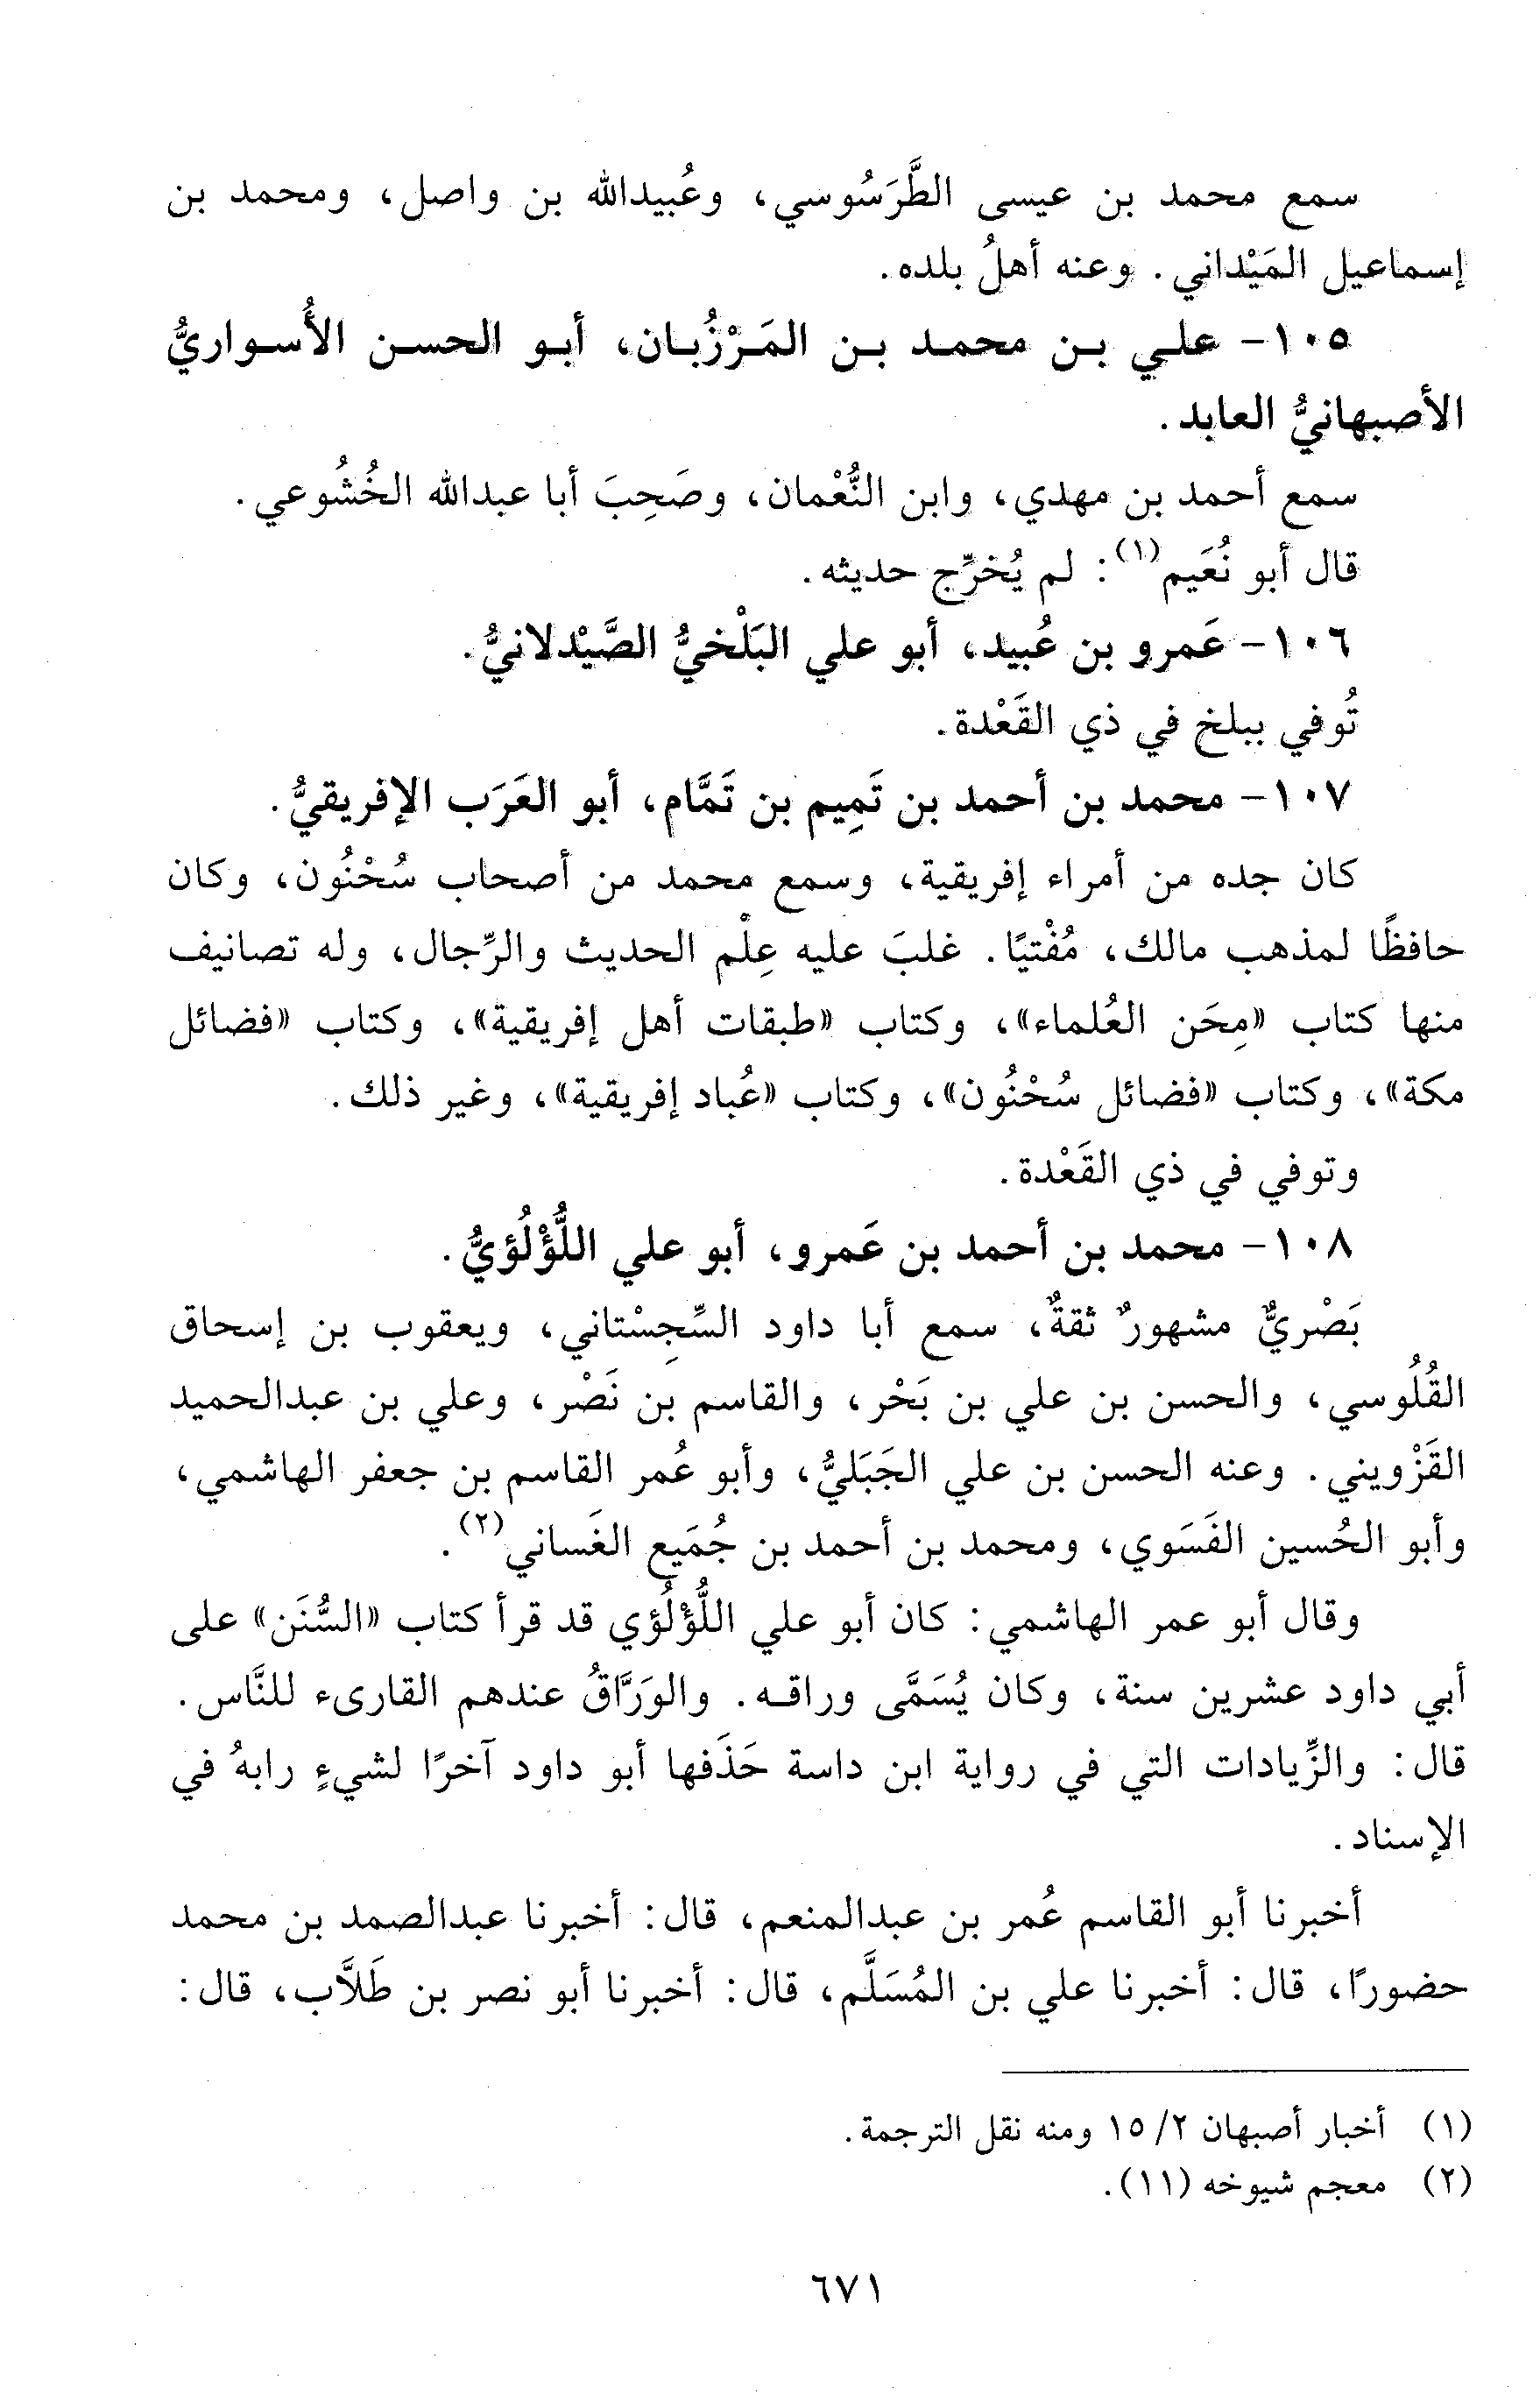 سمع محمد بن عيسى الطَّرَسُوسي، وعُبيدالله بن واصل، ومحمد بن
إسماعيل المَيْداني. وعنه أهلُ بلده.
١٠٥- علي بن محمد بن المَرْزُبان، أبو الحسن الأُسواريُّ
الأصبهانيُّ العابد.
سمع أحمد بن مهدي، وابن النُّعْمان، وصَحِبَ أبا عبدالله الخُشُوعي.
قال أبو نُعَيم(١): لم يُخرِّج حديثه.
١٠٦- عَمرو بن عُبيد، أبو علي البَلْخيُّ الصَّيْدلانيُّ.
تُوفي ببلخ في ذي القَعْدة.
١٠٧- محمد بن أحمد بن تَمِيم بن تَمَّام، أبو العَرَب الإفريقيُّ.
كان جده من أمراء إفريقية، وسمع محمد من أصحاب سُحْنُون، وكان
حافظًا لمذهب مالك، مُفْتيًا. غلبَ عليه عِلْم الحديث والرِّجال، وله تصانيف
منها كتاب «مِحَن العُلماء»، وكتاب «طبقات أهل إفريقية»، وكتاب «فضائل
مكة»، وكتاب «فضائل سُحْنُون»، وكتاب «عُباد إفريقية»، وغير ذلك.
وتوفي في ذي القَعْدة.
١٠٨- محمد بن أحمد بن عَمرو، أبو علي اللُّؤْلُؤيُّ.
بَصْريٌّ مشهورٌ ثقةٌ، سمع أبا داود السِّجِسْتاني، ويعقوب بن إسحاق
القُلُوسي، والحسن بن علي بن بَحْر، والقاسم بن نَصْر، وعلي بن عبدالحميد
القَزْويني. وعنه الحسن بن علي الجَبَليُّ، وأبو عُمر القاسم بن جعفر الهاشمي،
وأبو الحُسين الفَسَوي، ومحمد بن أحمد بن جُمَيع الغَساني(٢).
وقال أبو عمر الهاشمي: كان أبو علي اللُّؤْلُؤي قد قرأ كتاب «السُّنَن» على
أبي داود عشرين سنة، وكان يُسَمَّى وراقه. والوَرَّاقُ عندهم القارىء للنَّاس.
قال: والزِّيادات التي في رواية ابن داسة حَذَفها أبو داود آخرًا لشيءٍ رابهُ في
الإسناد.
أخبرنا أبو القاسم عُمر بن عبدالمنعم، قال: أخبرنا عبدالصمد بن محمد
حضورًا، قال: أخبرنا علي بن المُسَلَّم، قال: أخبرنا أبو نصر بن طَلاَّب، قال:
(١) أخبار أصبهان ٢/ ١٥ ومنه نقل الترجمة.
(٢) معجم شيوخه (١١).
٦٧١